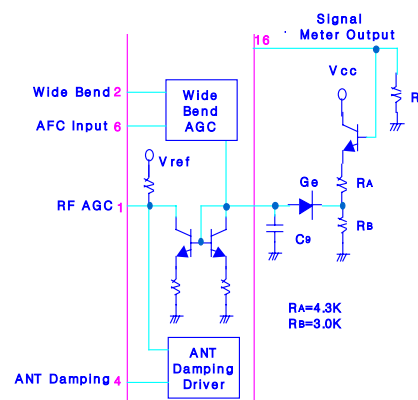 Signal
Meter Output
16
Vcc
R
Wide Bend 2
Wide
Bend
AGC
AFC Input 6
Vref
Ge
RA
RF AGC 1
RB
C9
RA=4.3K
RB=3.0K
ANT
Damping
Driver
ANT Damping 4